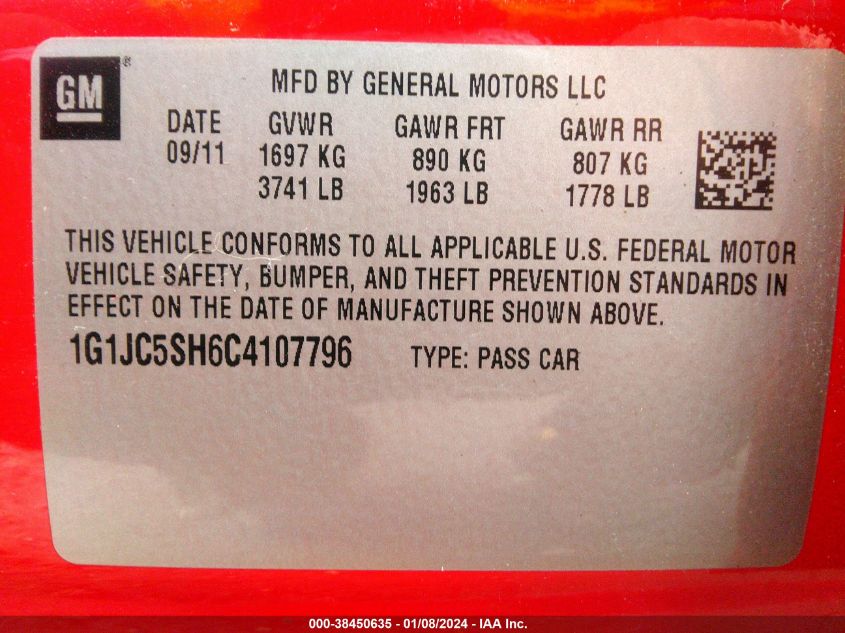 GM®
MFD BY GENERAL MOTORS LLC
DATE GVWR GAWR FRT GAWR RR
09/11 1697 KG 890 KG 807 KG
3741 LB 1963 LB 1778 LB
THIS VEHICLE CONFORMS TO ALL APPLICABLE U.S. FEDERAL MOTOR
VEHICLE SAFETY, BUMPER, AND THEFT PREVENTION STANDARDS IN
EFFECT ON THE DATE OF MANUFACTURE SHOWN ABOVE.
1G1JC5SH6C4107796 TYPE: PASS CAR
000-38450635 - 01/08/2024 - IAA Inc.